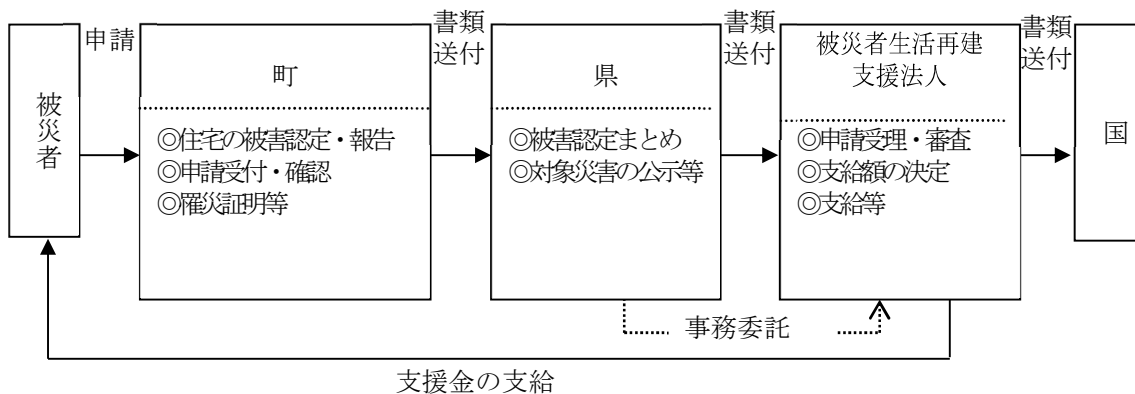 被災者
申請
町
◎住宅の被害認定・報告
◎申請受付・確認
◎罹災証明等
書類
送付
県
◎被害認定まとめ
◎対象災害の公示等
書類
送付
被災者生活再建
支援法人
◎申請受理・審査
◎支給額の決定
◎支給等
書類
送付
国
事務委託
支援金の支給